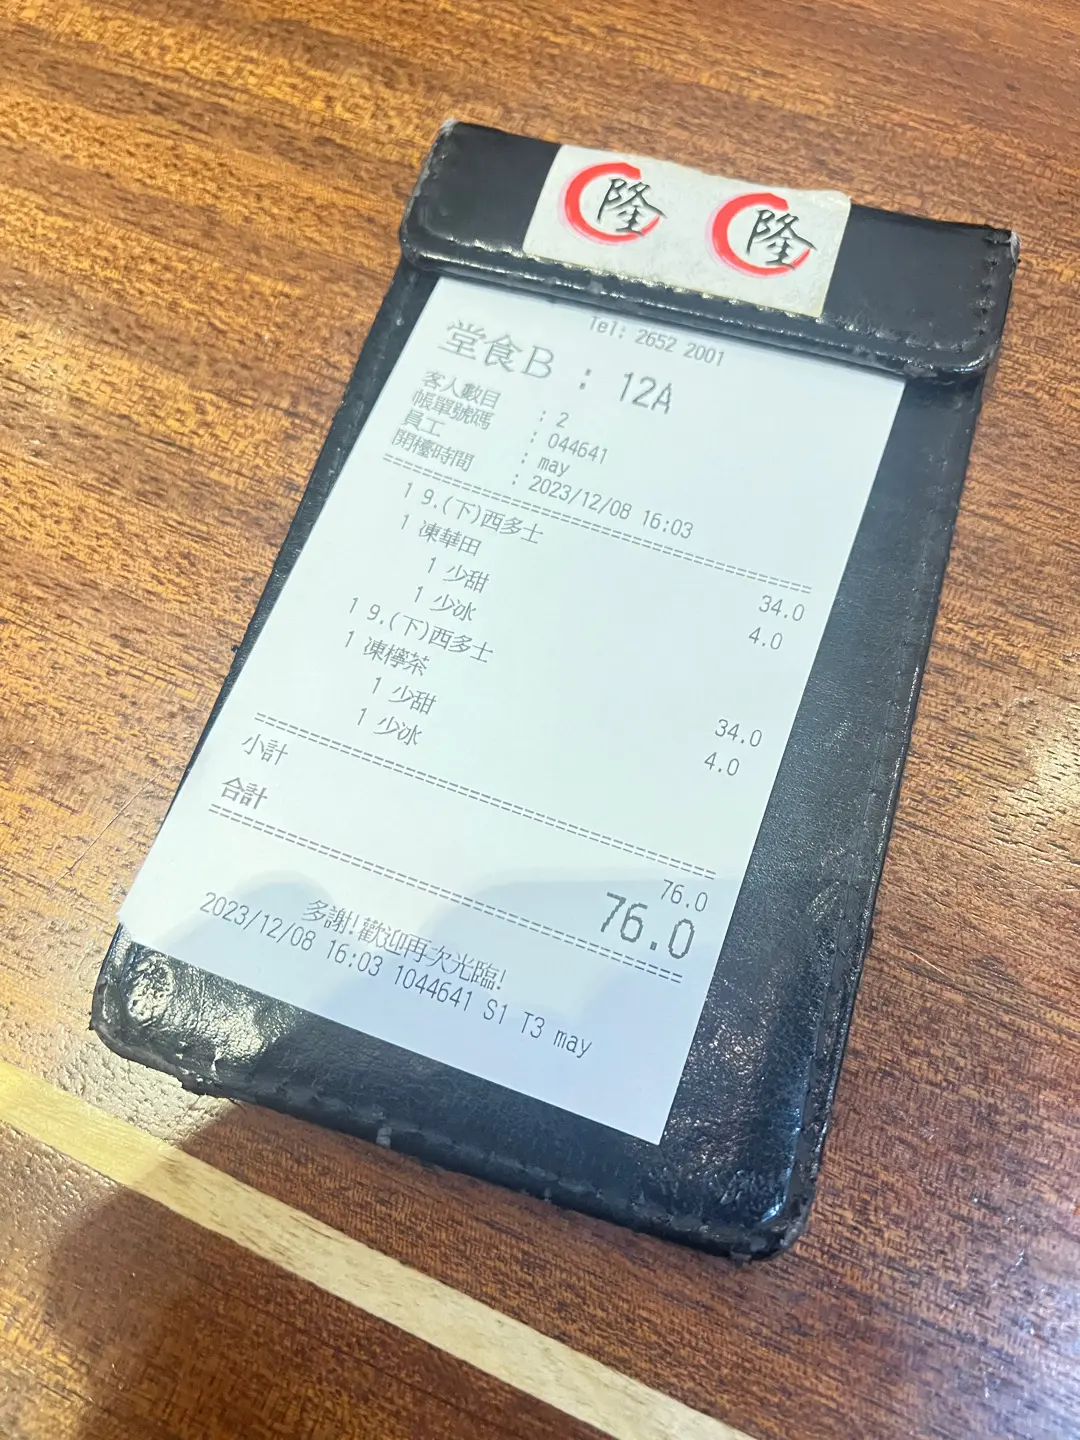 隆 隆
Tel: 2652 2001
堂食B : 12A
客人數目 : 2
帳單號碼 : 044641
員工 : may
開檯時間 : 2023/12/08 16:03
1 9.(下)西多士 34.0
1 凍華田 4.0
1 少甜
1 少冰
1 9.(下)西多士 34.0
1 凍檸茶 4.0
1 少甜
1 少冰
小計 76.0
合計 76.0
多謝!歡迎再次光臨!
2023/12/08 16:03 1044641 S1 T3 may